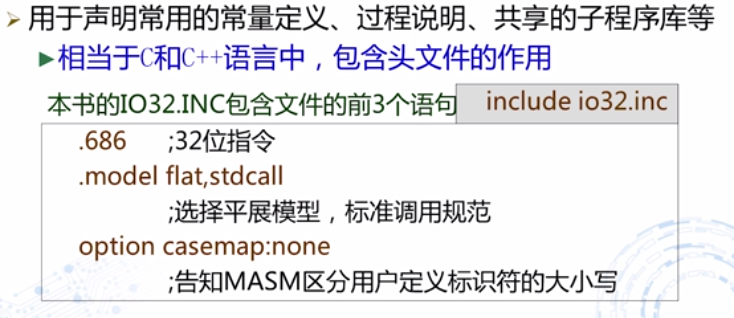 用于声明常用的常量定义、过程说明、共享的子程序库等
相当于C和C++语言中，包含头文件的作用
本书的IO32.INC包含文件的前3个语句 include io32.inc
.686 ;32位指令
.model flat,stdcall
;选择平展模型，标准调用规范
option casemap:none
;告知MASM区分用户定义标识符的大小写